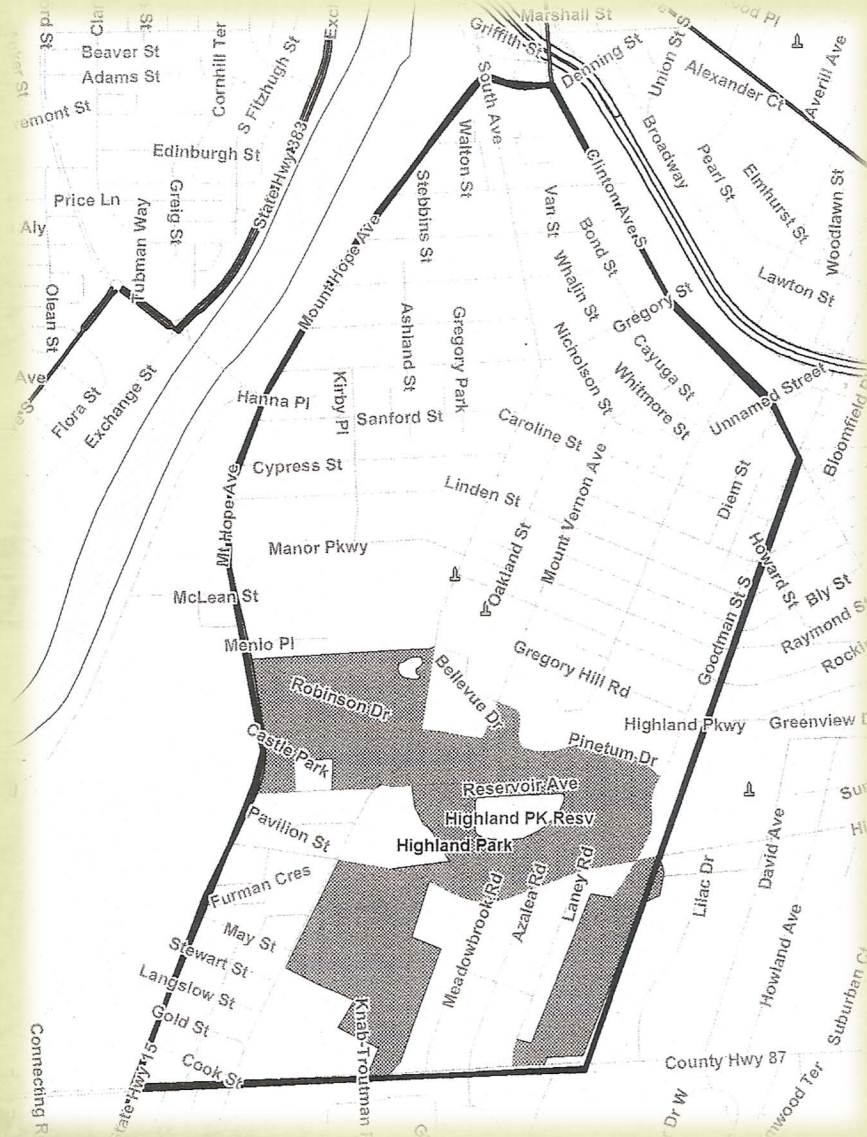 Marshall St
Griffith St
Denning St
Union St S
Alexander Ct
Averill Ave
Beaver St
Adams St
Cornhill Ter
S Fitzhugh St
Edinburgh St
State Hwy 383
Price Ln
Greig St
Tubman Way
Aly
Olean St
Ave
Flora St
Exchange St
South Ave
Walton St
Stebbins St
Mount Hope Ave
Van St
Clinton Ave S
Bond St
Whalin St
Broadway
Pearl St
Elmhurst St
Woodlawn St
Lawton St
Gregory St
Nicholson St
Cayuga St
Whitmore St
Unnamed Street
Ashland St
Gregory Park
Hanna Pl
Kirby Pl
Sanford St
Caroline St
Cypress St
Linden St
Mount Vernon Ave
Diem St
Mt Hope Ave
Manor Pkwy
Oakland St
McLean St
Menlo Pl
Howard St
Bly St
Raymond St
Goodman St S
Gregory Hill Rd
Bellevue Dr
Robinson Dr
Castle Park
Highland Pkwy
Greenview D
Pinetum Dr
Reservoir Ave
Highland PK Resv
Highland Park
Pavilion St
Furman Cres
May St
Stewart St
Langslow St
Gold St
Cook St
State Hwy 15
Knab-Troutman
Meadowbrook Rd
Azalea Rd
Laney Rd
Lilac Dr
David Ave
Howland Ave
Suburban Ct
County Hwy 87
Connecting R
Dr W
nwood Ter